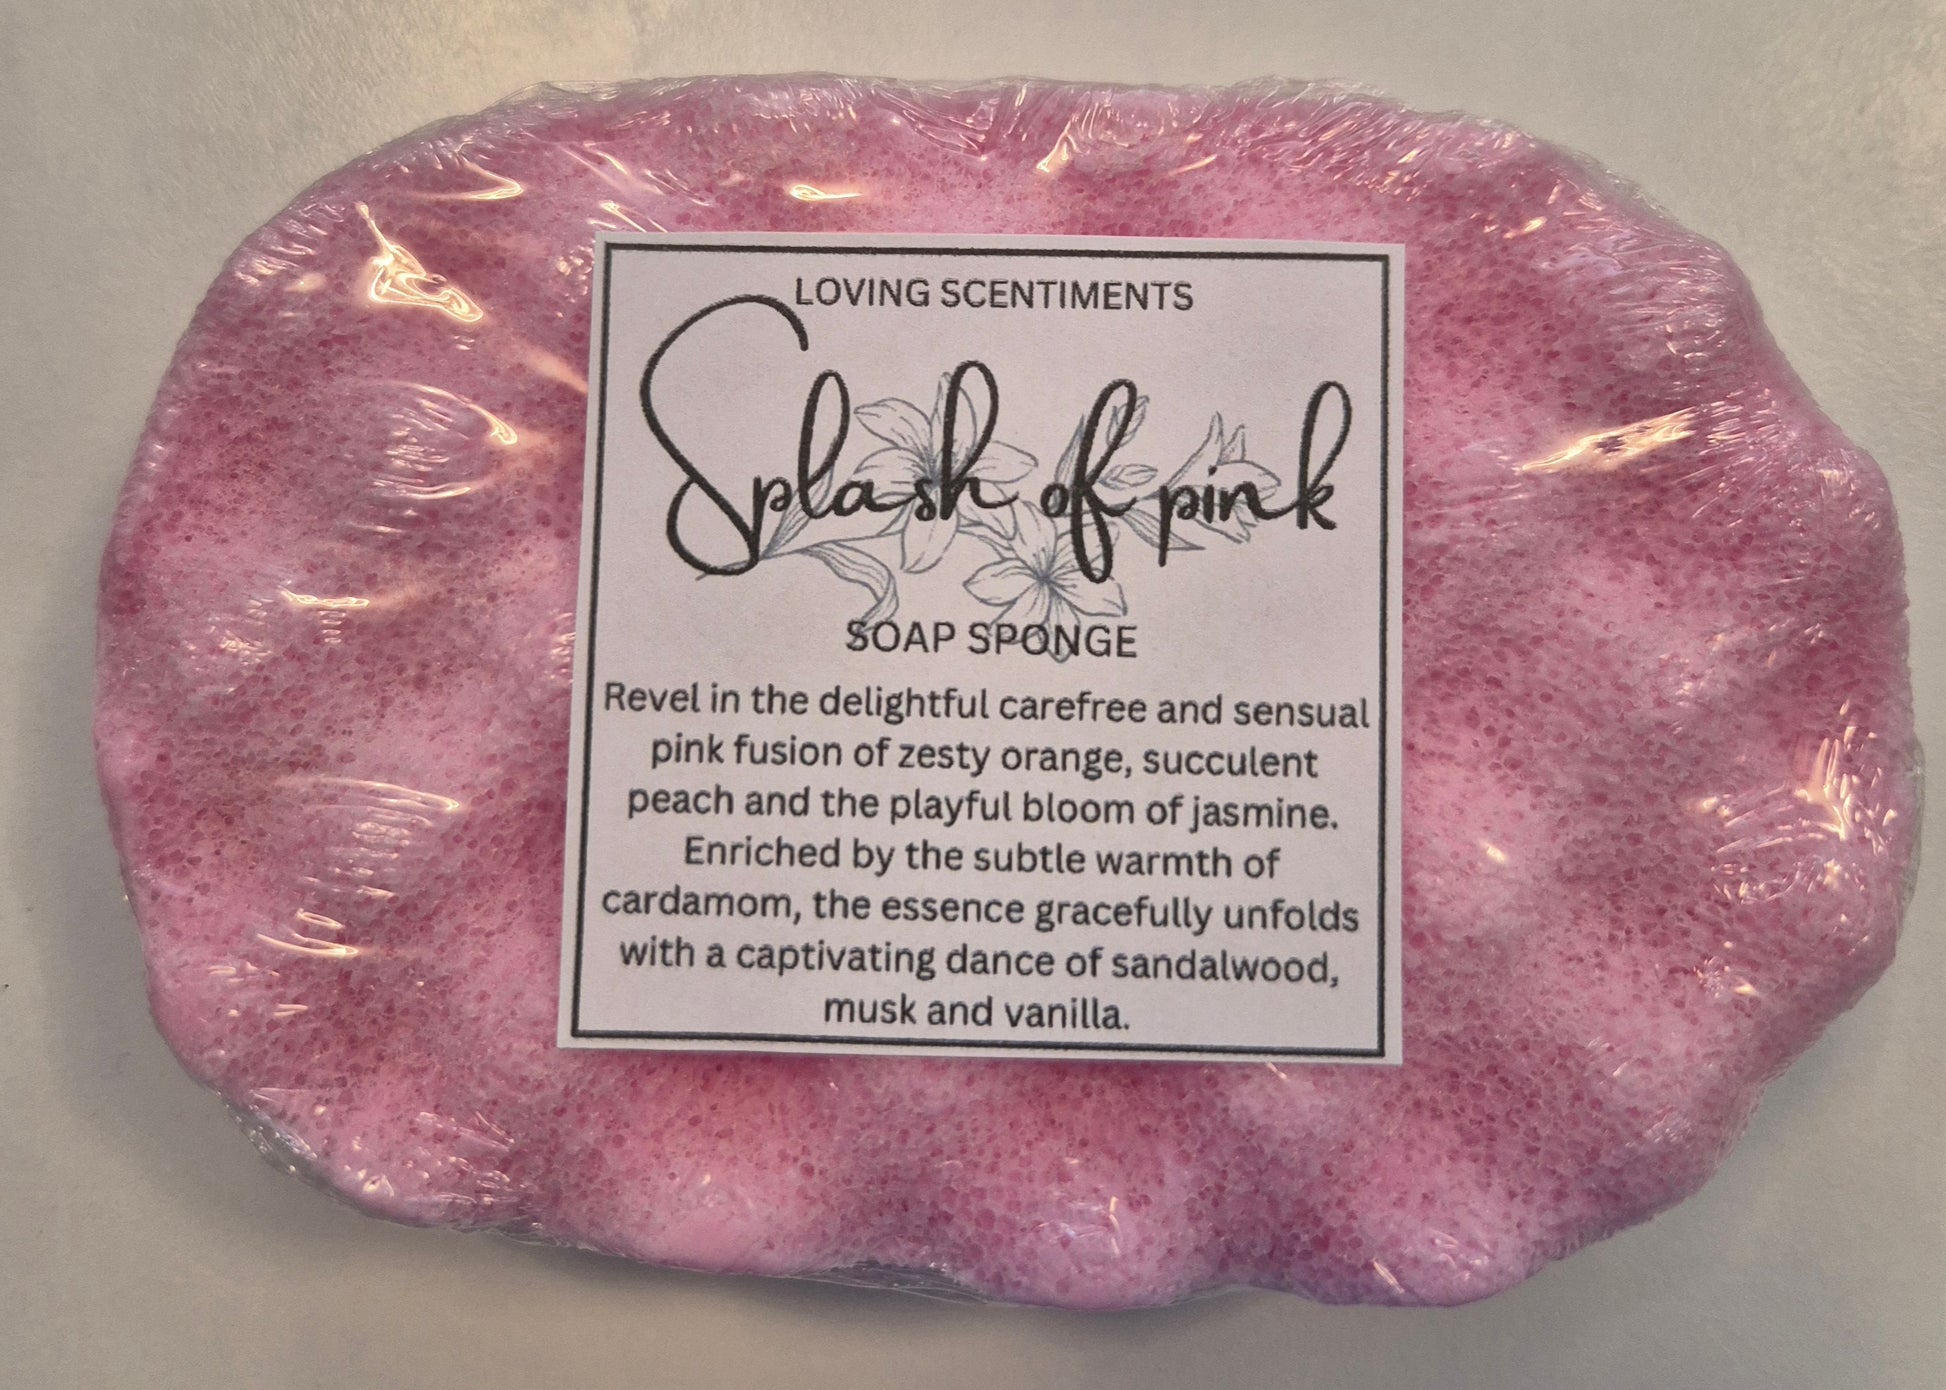 LOVING SCENTIMENTS
Splash of pink
SOAP SPONGE
Revel in the delightful carefree and sensual
pink fusion of zesty orange, succulent
peach and the playful bloom of jasmine.
Enriched by the subtle warmth of
cardamom, the essence gracefully unfolds
with a captivating dance of sandalwood,
musk and vanilla.